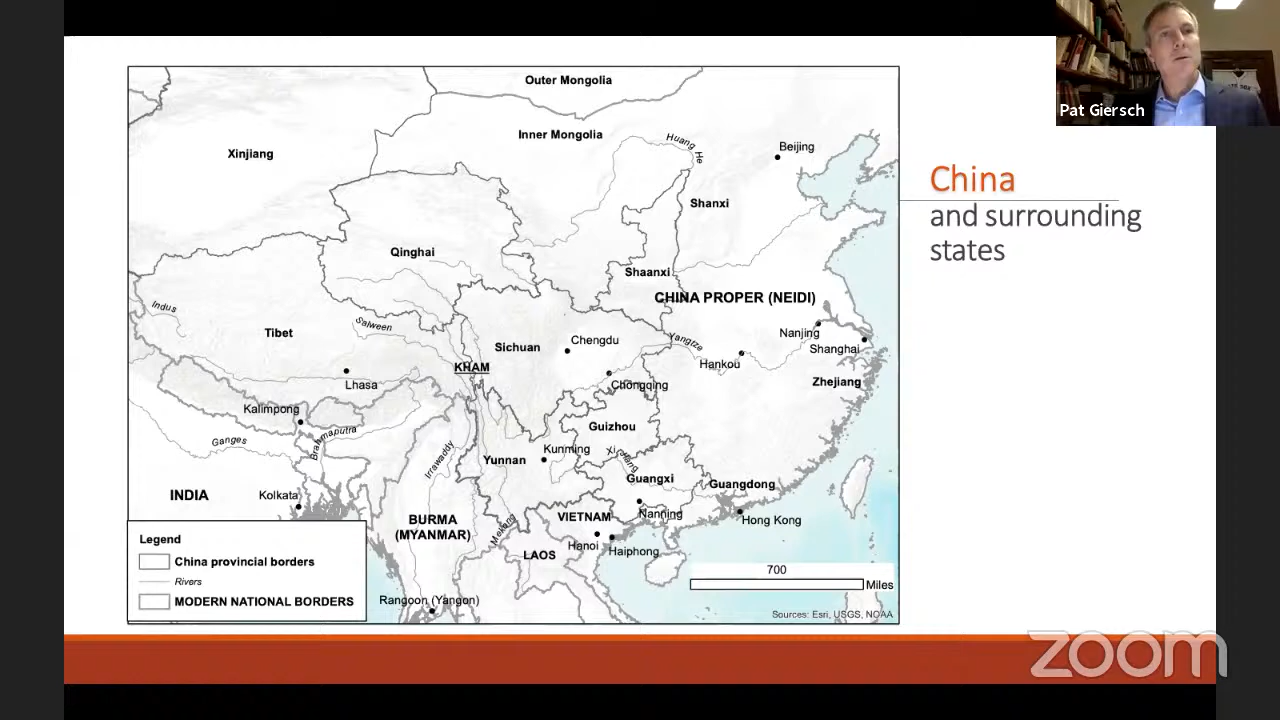 Pat Giersch
China
and surrounding
states
Outer Mongolia
Inner Mongolia
Huang He
Xinjiang
Beijing
Shanxi
Qinghai
Shaanxi
CHINA PROPER (NEIDI)
Indus
Salween
Tibet
Sichuan
Chengdu
Yangtze
Nanjing
Shanghai
Hankou
KHAM
Lhasa
Chongqing
Zhejiang
Kalimpong
Brahmaputra
Ganges
Guizhou
Irrawaddy
Kunming
Yunnan
Xi Jiang
Guangxi
Guangdong
INDIA
Kolkata
BURMA
(MYANMAR)
Mekong
VIETNAM
Nanning
Hong Kong
Hanoi
Haiphong
LAOS
Rangoon (Yangon)
Legend
China provincial borders
Rivers
MODERN NATIONAL BORDERS
700
Miles
Sources: Esri, USGS, NOAA
zoom